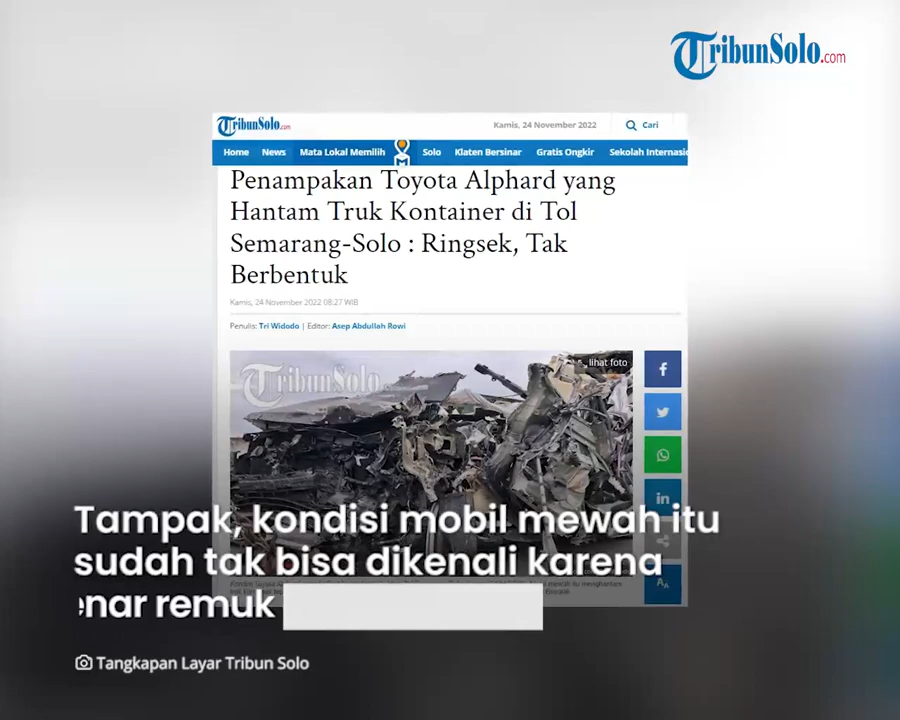 TribunSolo.com
TribunSolo.com
Kamis, 24 November 2022
Cari
Home News Mata Lokal Memilih Solo Klaten Bersinar Gratis Ongkir Sekolah Internasio
Penampakan Toyota Alphard yang
Hantam Truk Kontainer di Tol
Semarang-Solo : Ringsek, Tak
Berbentuk
Kamis, 24 November 2022 08:27 WIB
Penulis: Tri Widodo | Editor: Asep Abdullah Rowi
lihat foto
TribunSolo
Tampak, kondisi mobil mewah itu
sudah tak bisa dikenali karena
nar remuk
Tangkapan Layar Tribun Solo